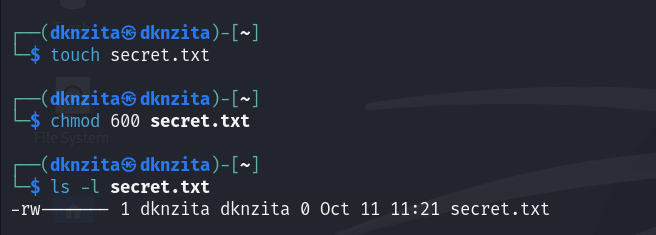 ┌──(dknzita㉿dknzita)-[~]
└─$ touch secret.txt
┌──(dknzita㉿dknzita)-[~]
└─$ chmod 600 secret.txt
File System
┌──(dknzita㉿dknzita)-[~]
└─$ ls -l secret.txt
-rw------- 1 dknzita dknzita 0 Oct 11 11:21 secret.txt